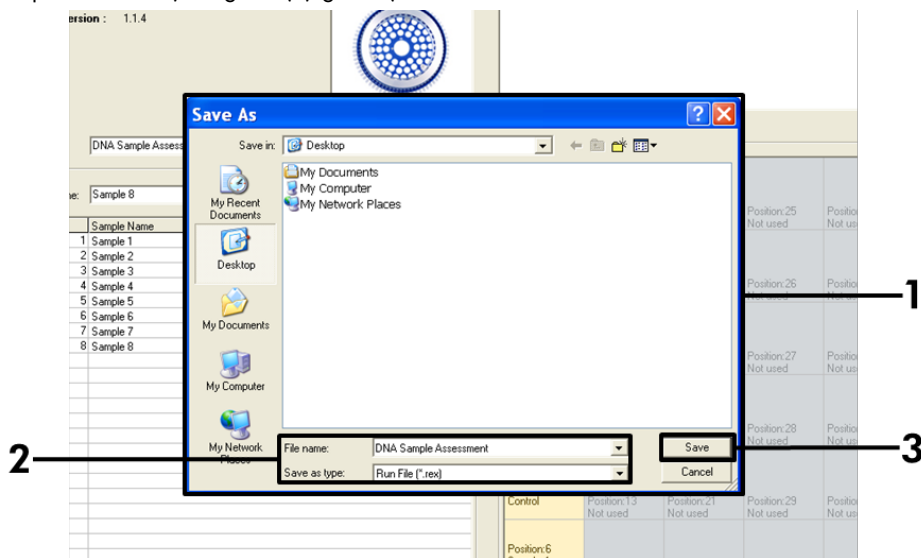 ersion : 1.1.4
Save As
DNA Sample Assess
Save in: Desktop
My Documents
My Computer
My Network Places
My Recent
Documents
Desktop
My Documents
My Computer
My Network
Places
Sample 8
Sample Name
1 Sample 1
2 Sample 2
3 Sample 3
4 Sample 4
5 Sample 5
6 Sample 6
7 Sample 7
8 Sample 8
File name: DNA Sample Assessment
Save as type: Run File (*.rex)
Save
Cancel
Position:25
Not used
Position:26
Not used
Position:27
Not used
Position:28
Not used
Control
Position:13
Not used
Position:21
Not used
Position:29
Not used
Position:6
1
2
3